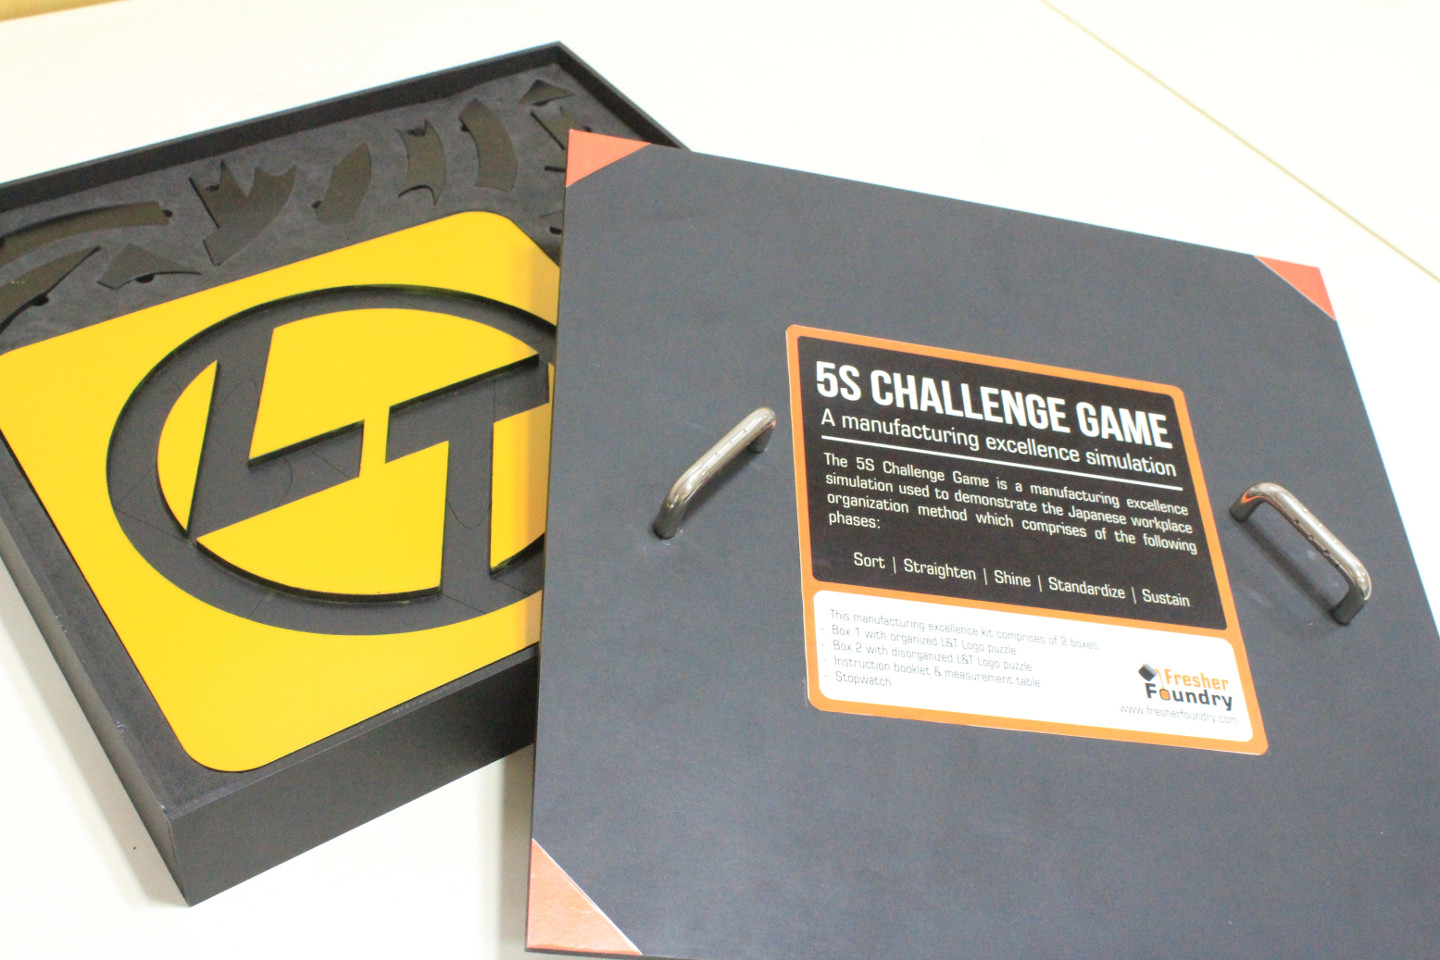 LT
5S CHALLENGE GAME
A manufacturing excellence simulation
The 5S Challenge Game is a manufacturing excellence
simulation used to demonstrate the Japanese workplace
organization method which comprises of the following
phases:
Sort | Straighten | Shine | Standardize | Sustain
This manufacturing excellence kit comprises of 2 boxes:
- Box 1 with organized L&T Logo puzzle
- Box 2 with disorganized L&T Logo puzzle
- Instruction booklet & measurement table
- Stopwatch
Fresher
Foundry
www.fresherfoundry.com